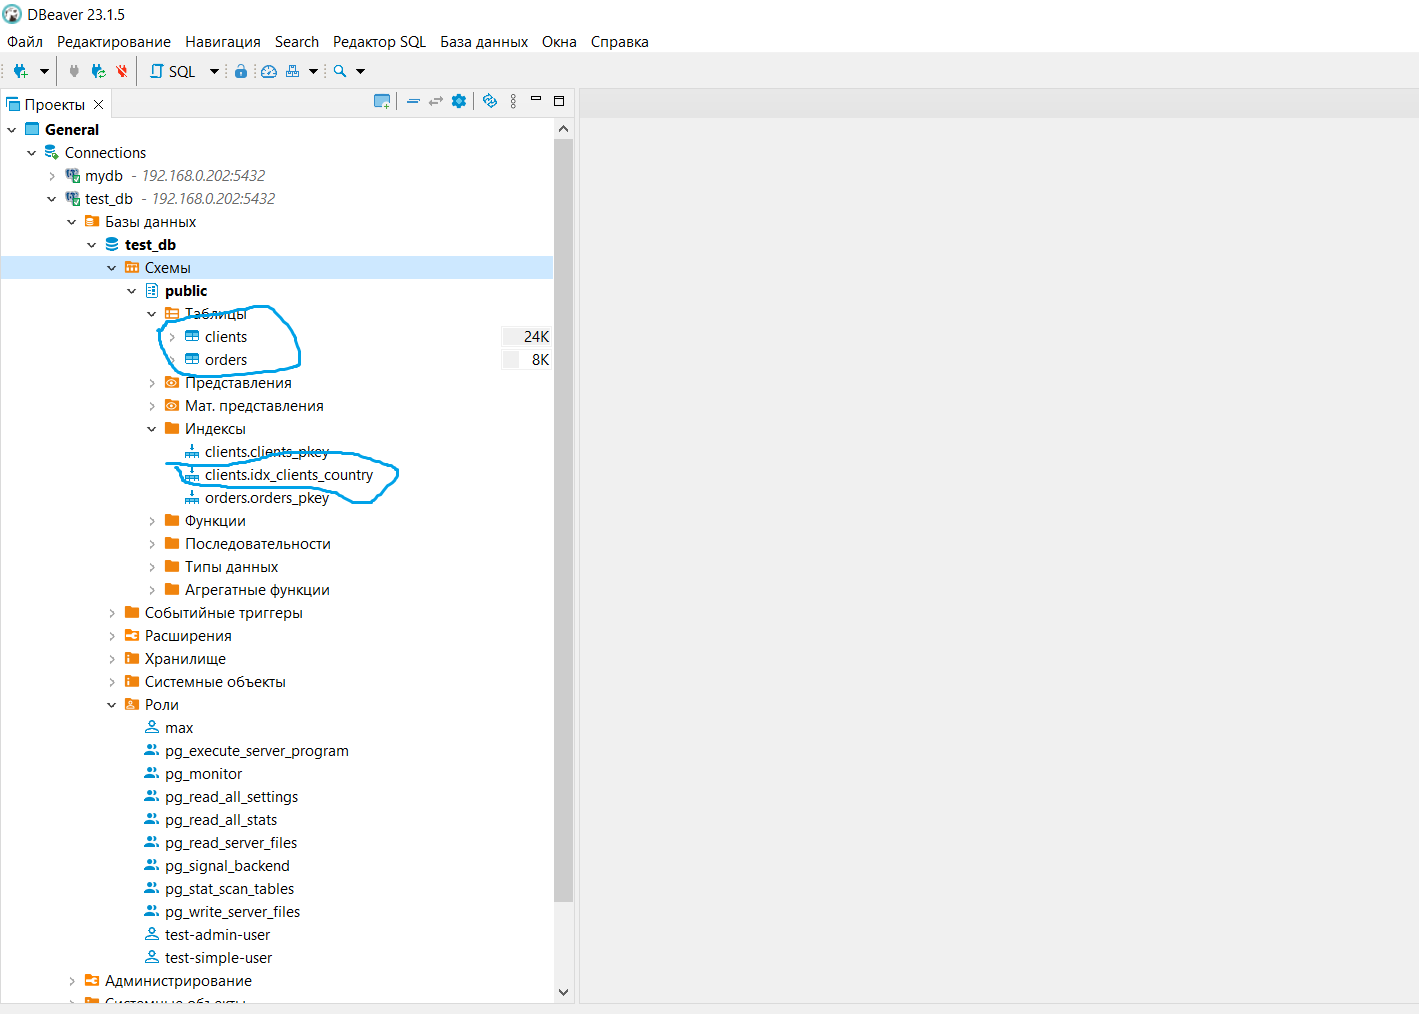 DBeaver 23.1.5
Файл Редактирование Навигация Search Редактор SQL База данных Окна Справка
SQL
Проекты
General
Connections
mydb - 192.168.0.202:5432
test_db - 192.168.0.202:5432
Базы данных
test_db
Схемы
public
Таблицы
clients 24K
orders 8K
Представления
Мат. представления
Индексы
clients.clients_pkey
clients.idx_clients_country
orders.orders_pkey
Функции
Последовательности
Типы данных
Агрегатные функции
Событийные триггеры
Расширения
Хранилище
Системные объекты
Роли
max
pg_execute_server_program
pg_monitor
pg_read_all_settings
pg_read_all_stats
pg_read_server_files
pg_signal_backend
pg_stat_scan_tables
pg_write_server_files
test-admin-user
test-simple-user
Администрирование
Системные объекты